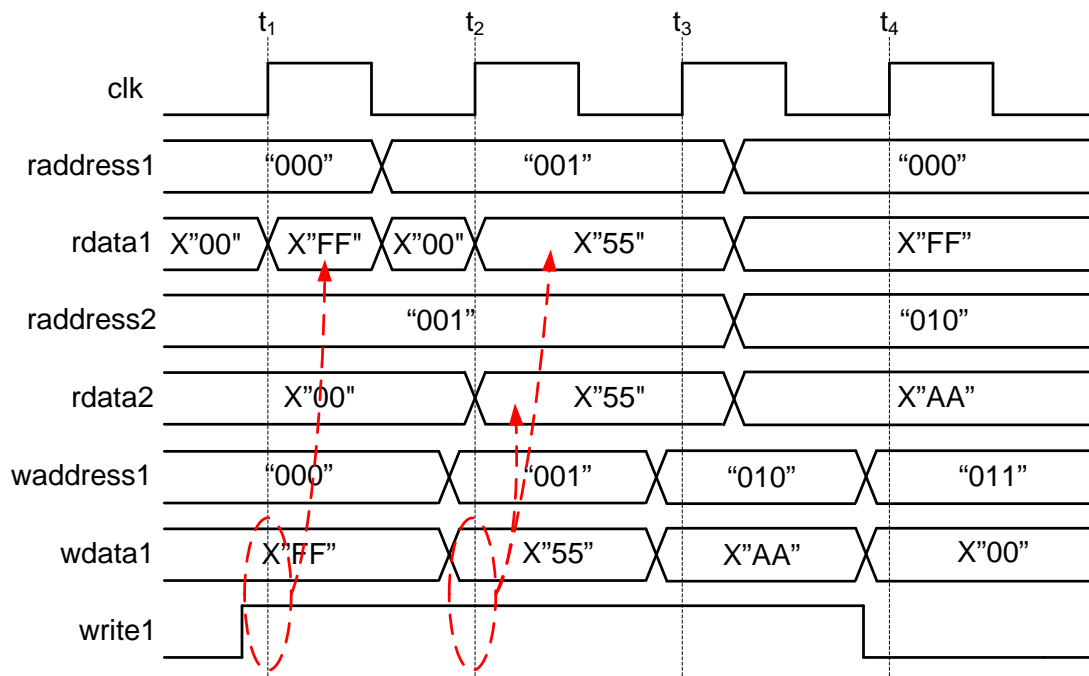 t1 t2 t3 t4
clk
raddress1 “000” “001” “000”
rdata1 X”00" X”FF" X”00" X”55" X”FF”
raddress2 “001” “010”
rdata2 X”00" X”55" X”AA”
waddress1 “000” “001” “010” “011”
wdata1 X”FF” X”55” X”AA” X”00”
write1